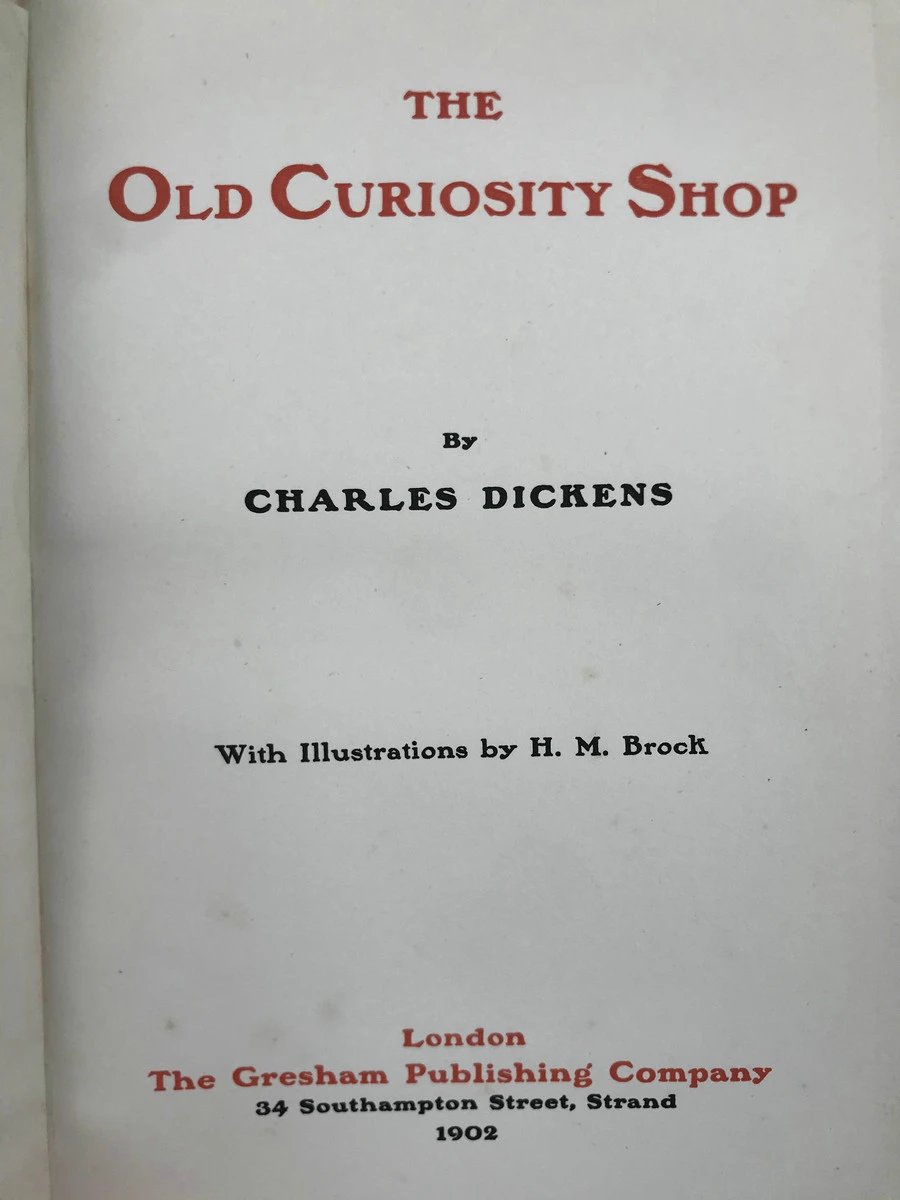 THE
OLD CURIOSITY SHOP
By
CHARLES DICKENS
With Illustrations by H. M. Brock
London
The Gresham Publishing Company
34 Southampton Street, Strand
1902